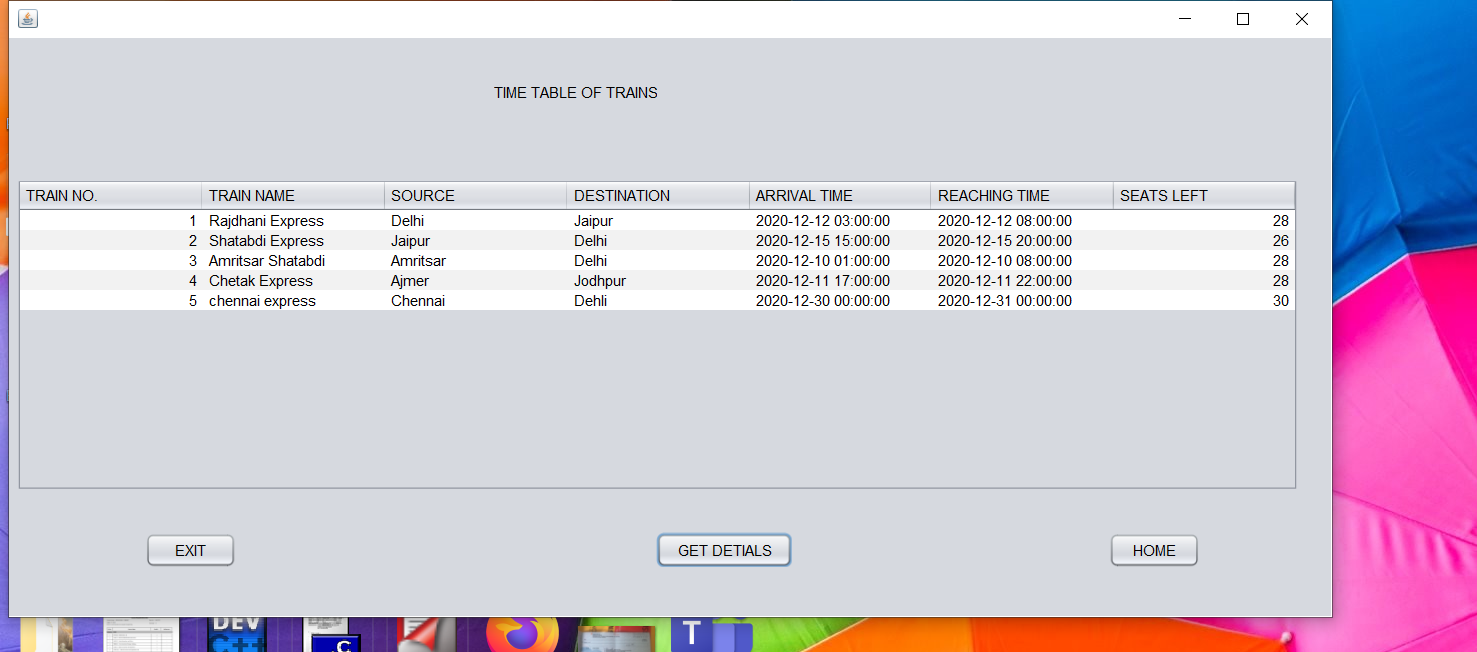 TIME TABLE OF TRAINS
TRAIN NO. TRAIN NAME SOURCE DESTINATION ARRIVAL TIME REACHING TIME SEATS LEFT
1 Rajdhani Express Delhi Jaipur 2020-12-12 03:00:00 2020-12-12 08:00:00 28
2 Shatabdi Express Jaipur Delhi 2020-12-15 15:00:00 2020-12-15 20:00:00 26
3 Amritsar Shatabdi Amritsar Delhi 2020-12-10 01:00:00 2020-12-10 08:00:00 28
4 Chetak Express Ajmer Jodhpur 2020-12-11 17:00:00 2020-12-11 22:00:00 28
5 chennai express Chennai Dehli 2020-12-30 00:00:00 2020-12-31 00:00:00 30
EXIT GET DETIALS HOME
DEV C T
C++